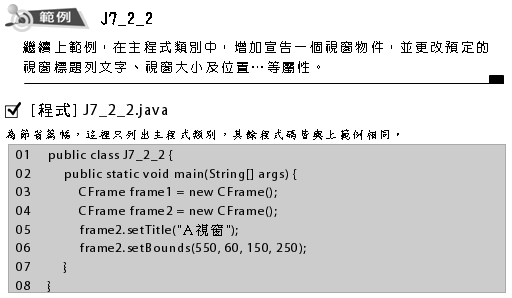 範例 J7_2_2
繼續上範例，在主程式類別中，增加宣告一個視窗物件，並更改預定的
視窗標題列文字、視窗大小及位置…等屬性。
[程式] J7_2_2.java
為節省篇幅，這裡只列出主程式類別，其餘程式碼皆與上範例相同。
01 public class J7_2_2 {
02 public static void main(String[] args) {
03 CFrame frame1 = new CFrame();
04 CFrame frame2 = new CFrame();
05 frame2.setTitle("A視窗");
06 frame2.setBounds(550, 60, 150, 250);
07 }
08 }